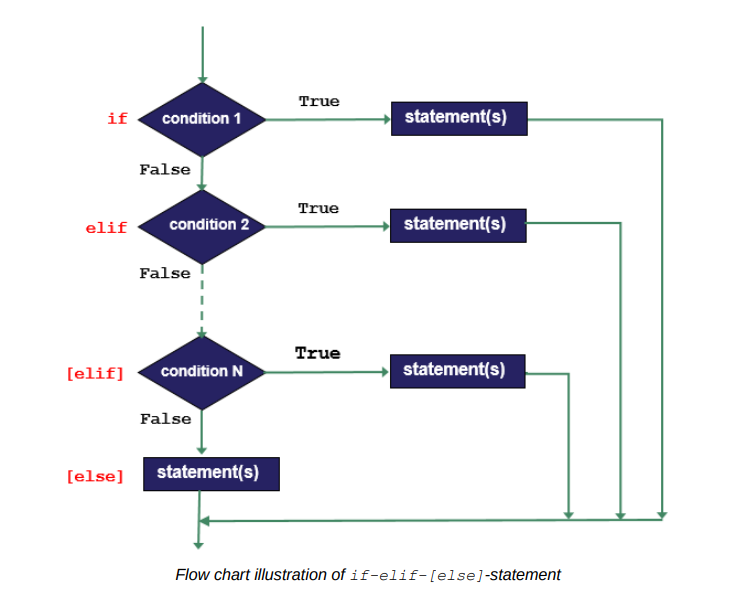 True
if condition 1 statement(s)
False
True
elif condition 2 statement(s)
False
True
[elif] condition N statement(s)
False
[else] statement(s)
Flow chart illustration of if-elif-[else]-statement